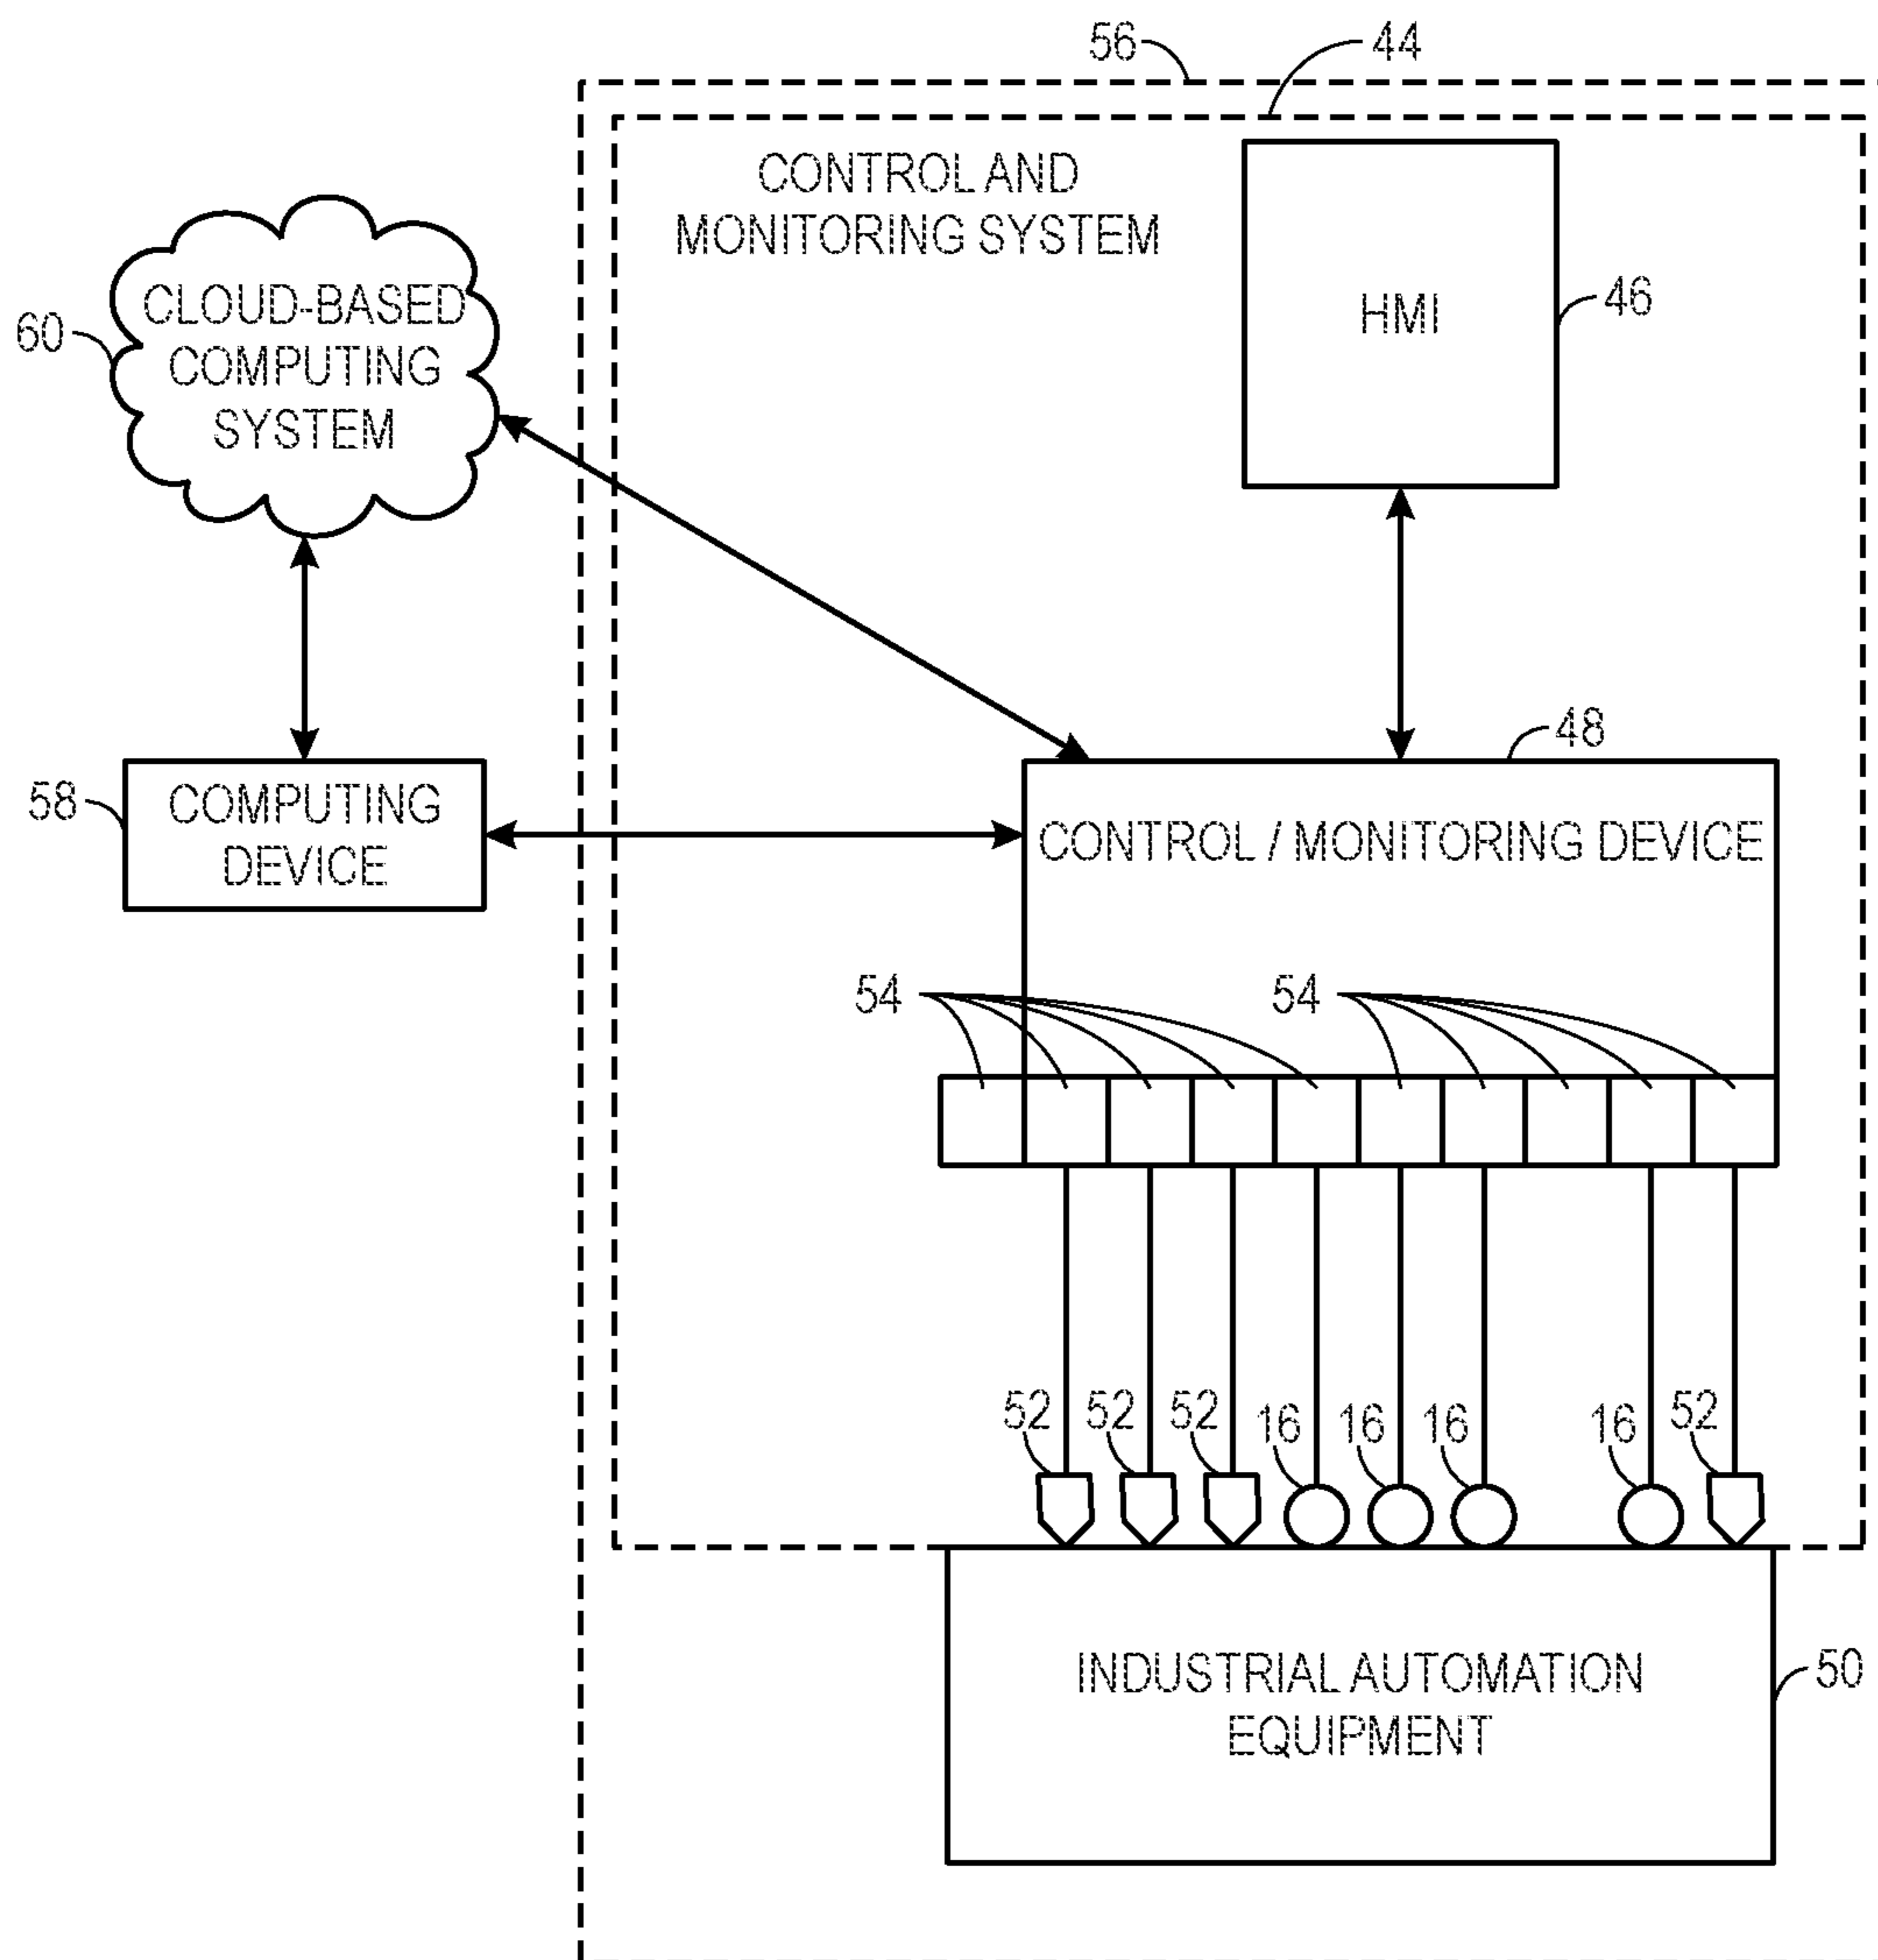 56
44
CONTROL AND
MONITORING SYSTEM
HMI
46
CLOUD-BASED
COMPUTING
SYSTEM
60
48
58
COMPUTING
DEVICE
CONTROL / MONITORING DEVICE
54
54
52
52
52
16
16
16
16
52
INDUSTRIAL AUTOMATION
EQUIPMENT
50